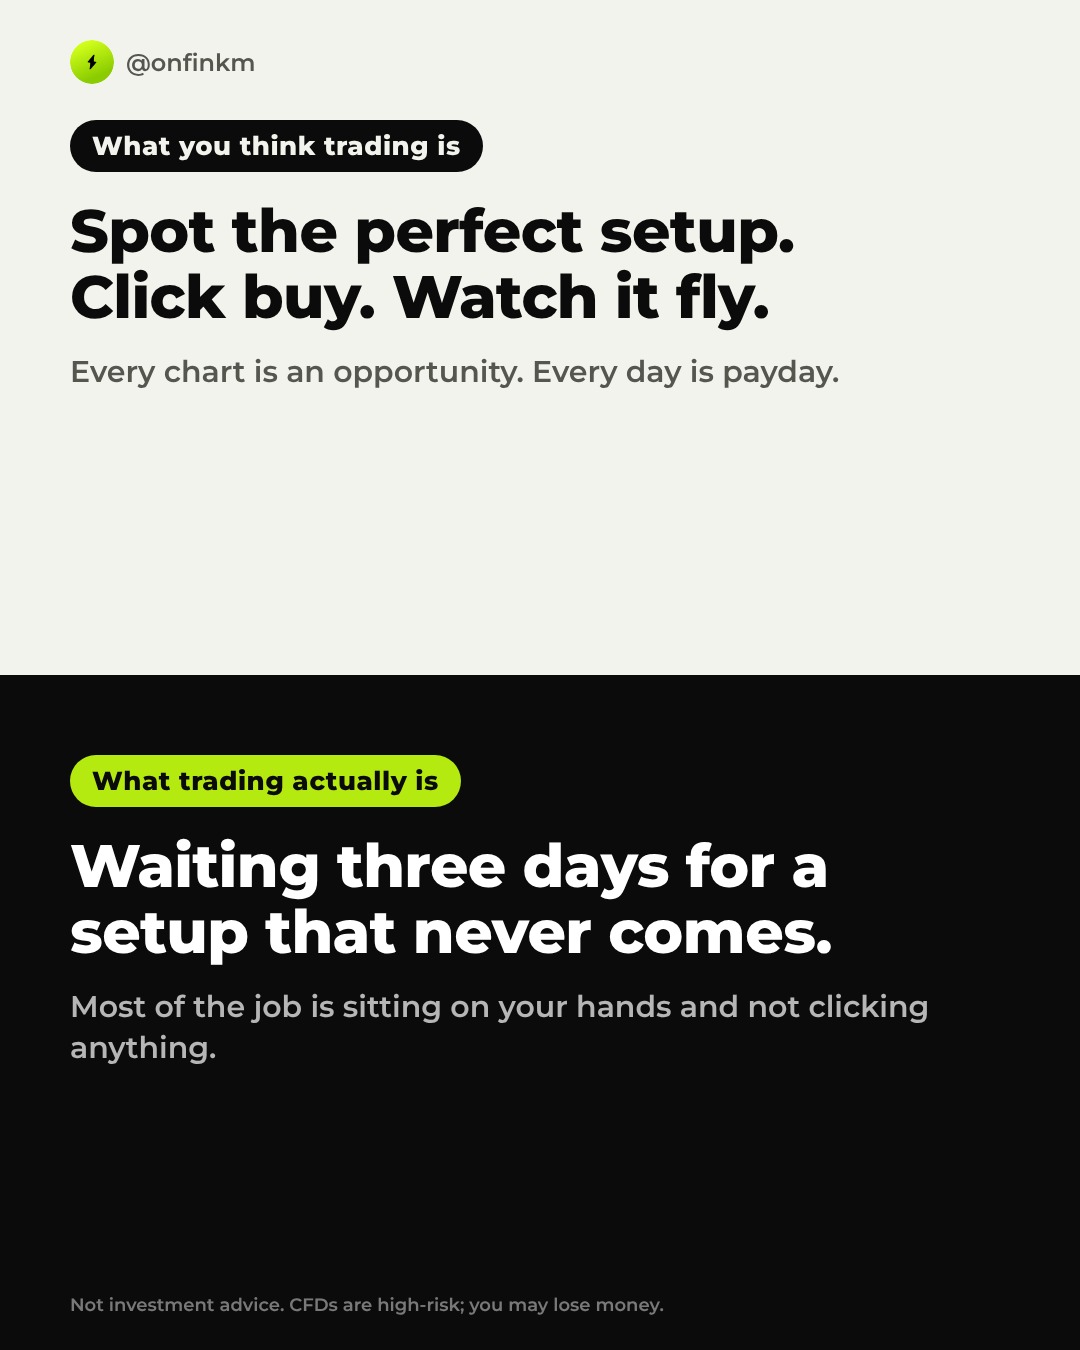 @onfinkm
What you think trading is
Spot the perfect setup.
Click buy. Watch it fly.
Every chart is an opportunity. Every day is payday.
What trading actually is
Waiting three days for a
setup that never comes.
Most of the job is sitting on your hands and not clicking
anything.
Not investment advice. CFDs are high-risk; you may lose money.